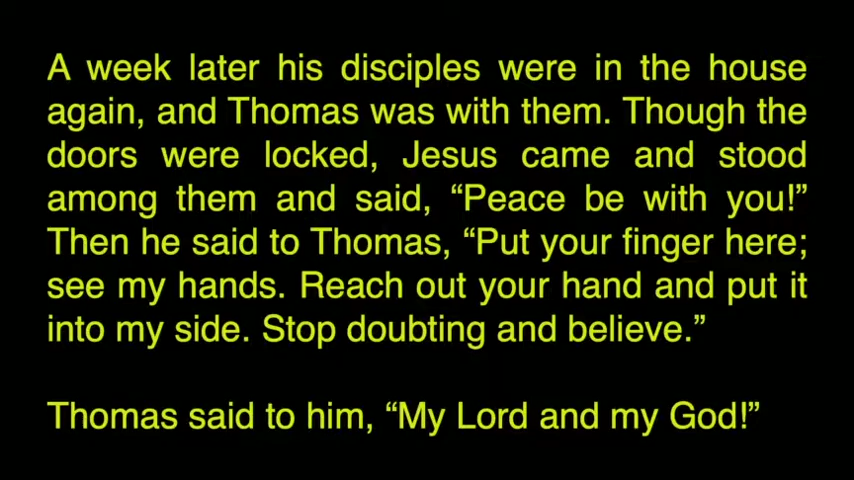 A week later his disciples were in the house
again, and Thomas was with them. Though the
doors were locked, Jesus came and stood
among them and said, “Peace be with you!”
Then he said to Thomas, “Put your finger here;
see my hands. Reach out your hand and put it
into my side. Stop doubting and believe.”
Thomas said to him, “My Lord and my God!”